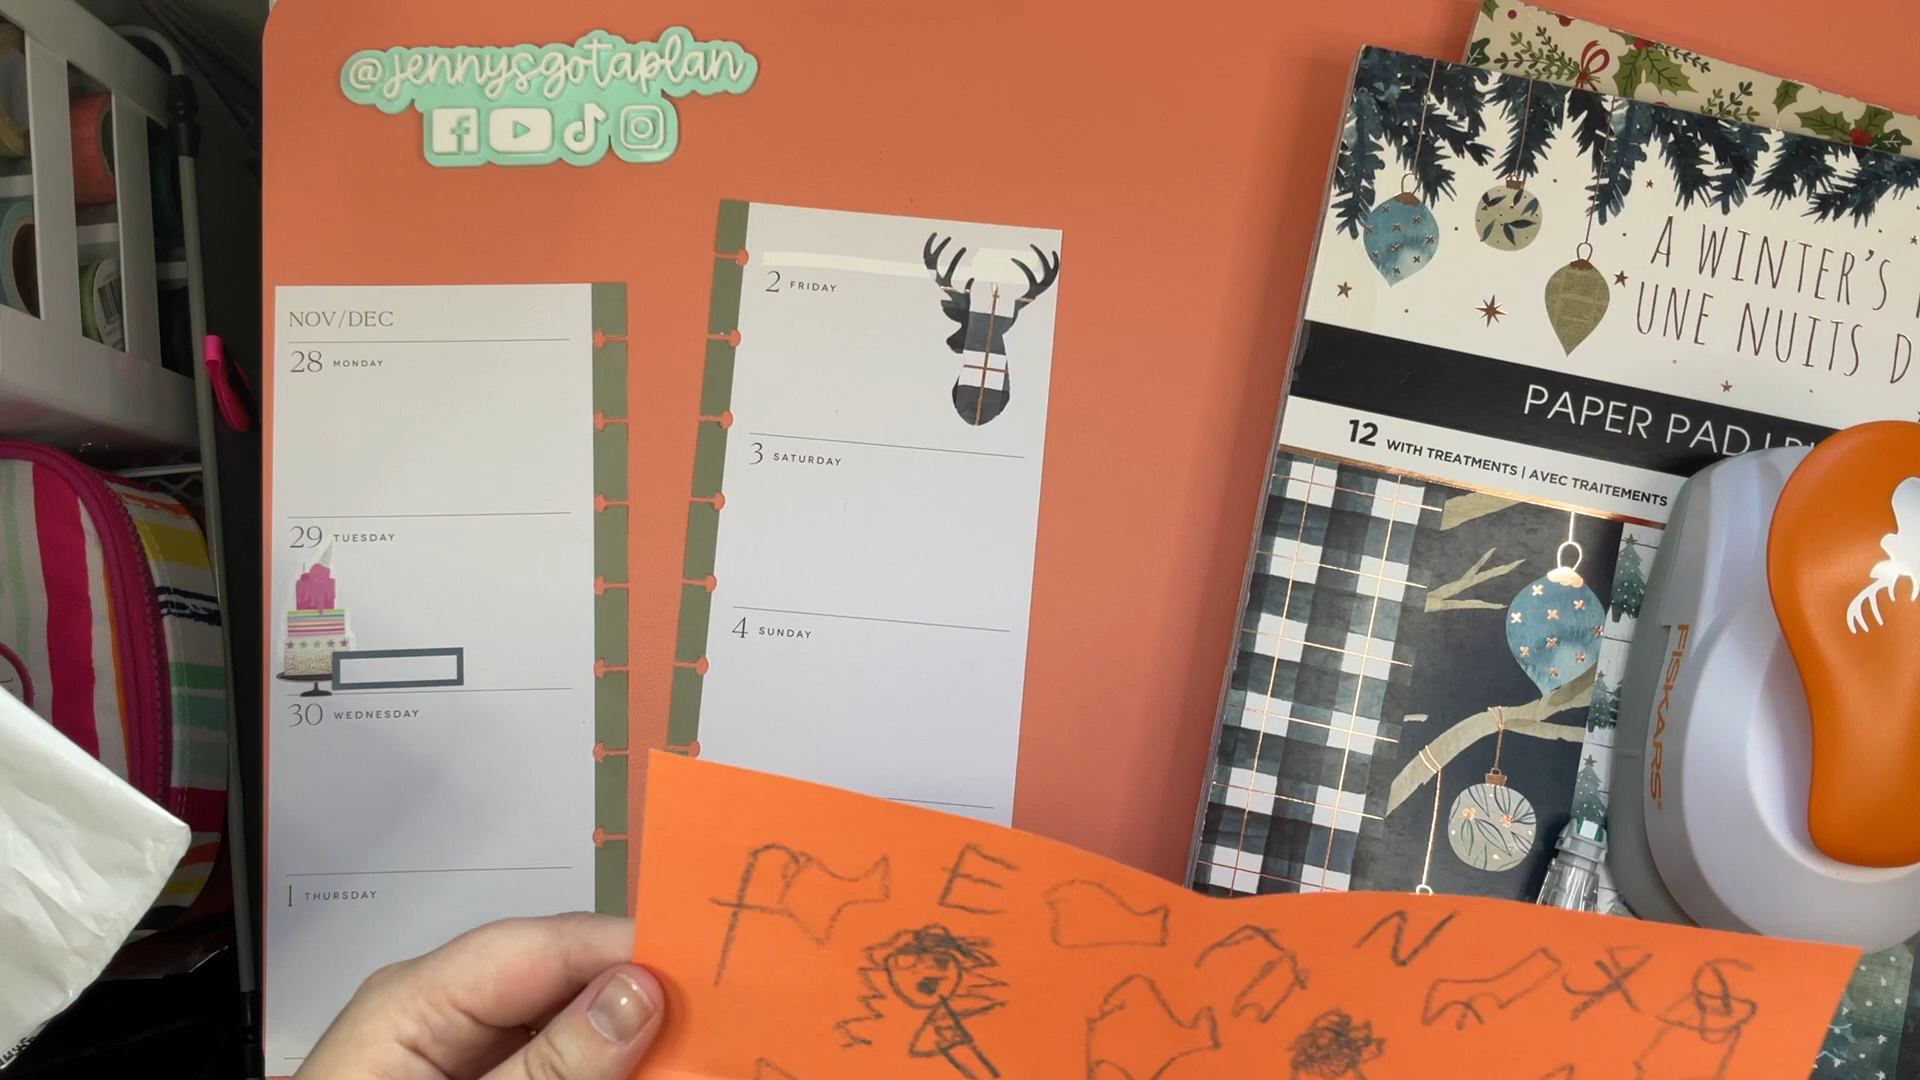 @jennysgotaplan
NOV/DEC
28 MONDAY
29 TUESDAY
30 WEDNESDAY
1 THURSDAY
2 FRIDAY
3 SATURDAY
4 SUNDAY
A WINTER'S
UNE NUITS D
PAPER PAD
12 WITH TREATMENTS | AVEC TRAITEMENTS
FISKARS
E
N